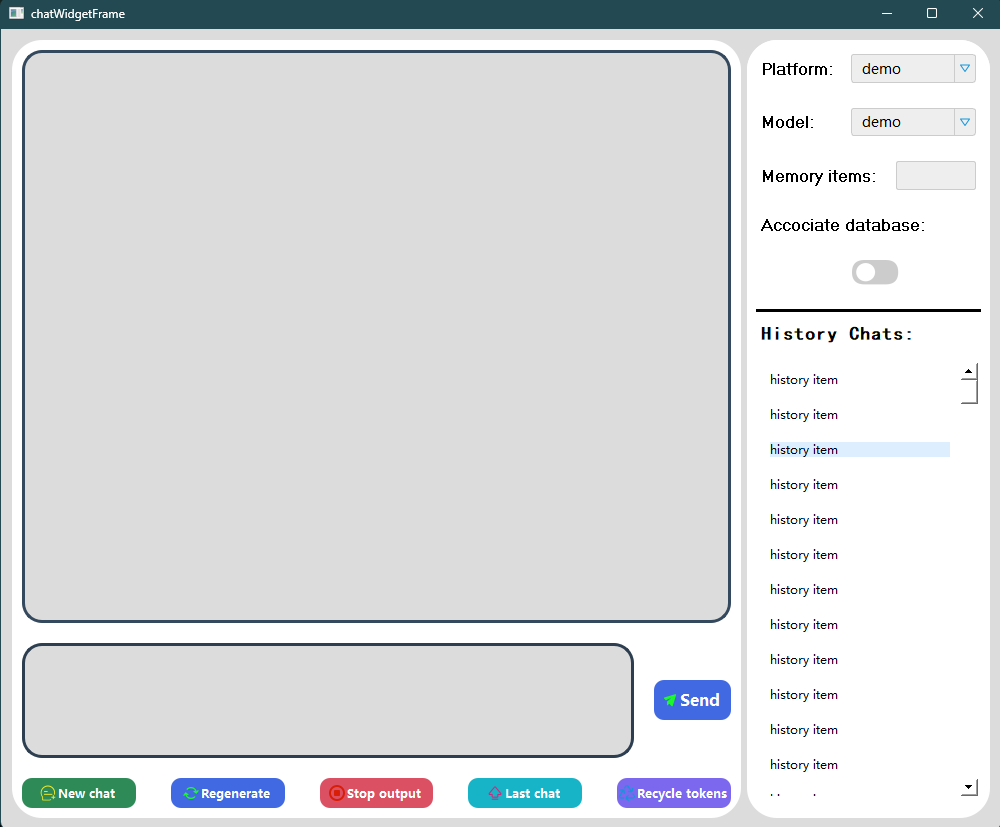 chatWidgetFrame
Platform:
demo
Model:
demo
Memory items:
Accociate database:
History Chats:
history item
history item
history item
history item
history item
history item
history item
history item
history item
history item
history item
history item
Send
New chat
Regenerate
Stop output
Last chat
Recycle tokens